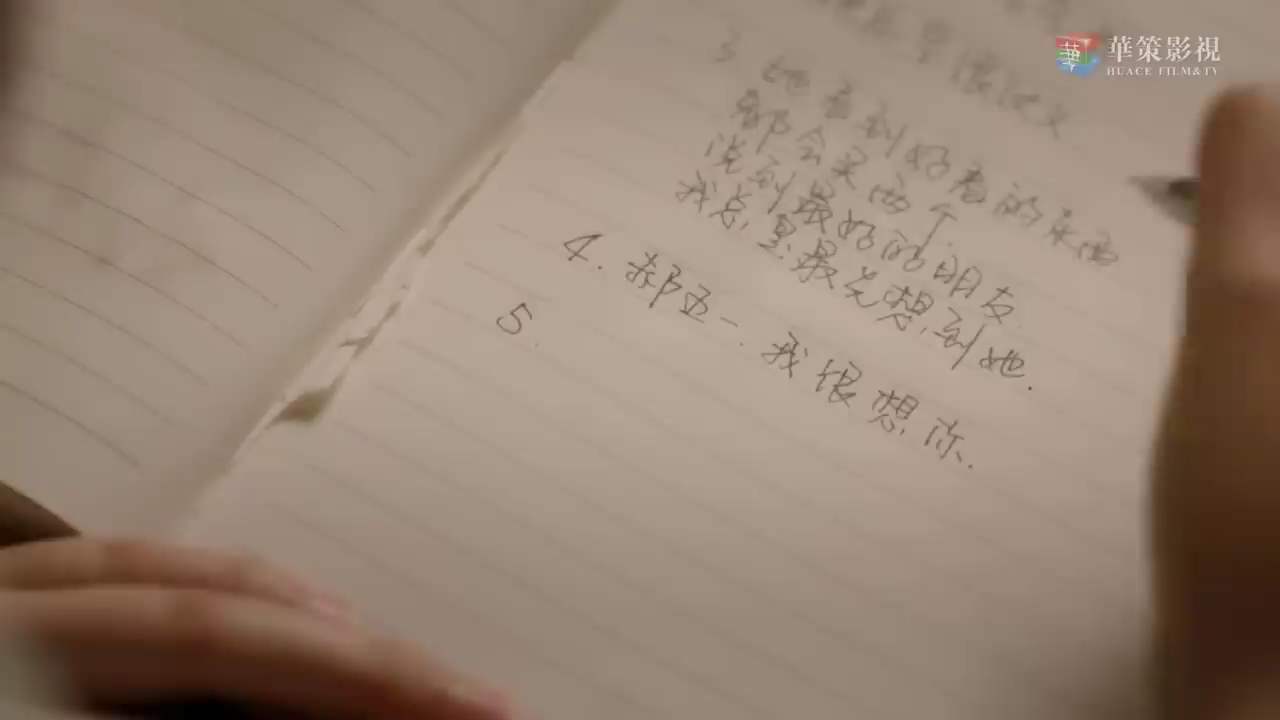 華策影視
HUACE FILM&TV
3 她看到好看的东西
都会买两个.
说到最好的朋友.
我总是最先想到她.
4. 郝五一. 我很想你.
5.